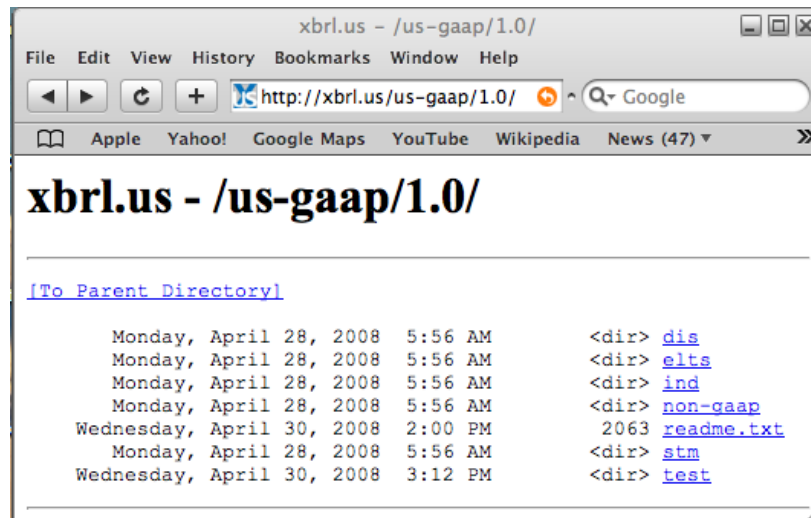 xbrl.us – /us-gaap/1.0/
File Edit View History Bookmarks Window Help
http://xbrl.us/us-gaap/1.0/ Google
Apple Yahoo! Google Maps YouTube Wikipedia News (47)
xbrl.us - /us-gaap/1.0/
[To Parent Directory]
Monday, April 28, 2008 5:56 AM <dir> dis
Monday, April 28, 2008 5:56 AM <dir> elts
Monday, April 28, 2008 5:56 AM <dir> ind
Monday, April 28, 2008 5:56 AM <dir> non-gaap
Wednesday, April 30, 2008 2:00 PM 2063 readme.txt
Monday, April 28, 2008 5:56 AM <dir> stm
Wednesday, April 30, 2008 3:12 PM <dir> test